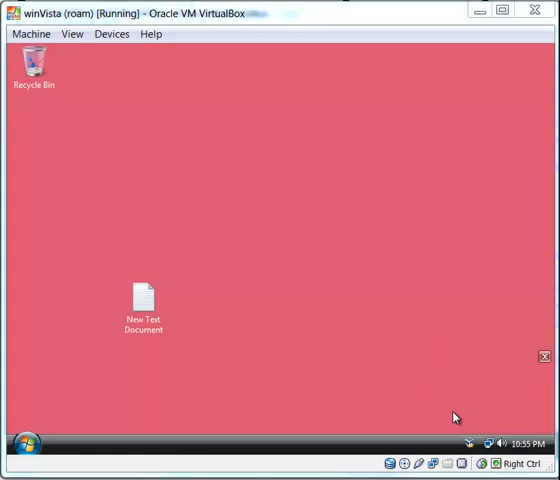 winVista (roam) [Running] - Oracle VM VirtualBox
Machine View Devices Help
Recycle Bin
New Text
Document
10:55 PM
Right Ctrl